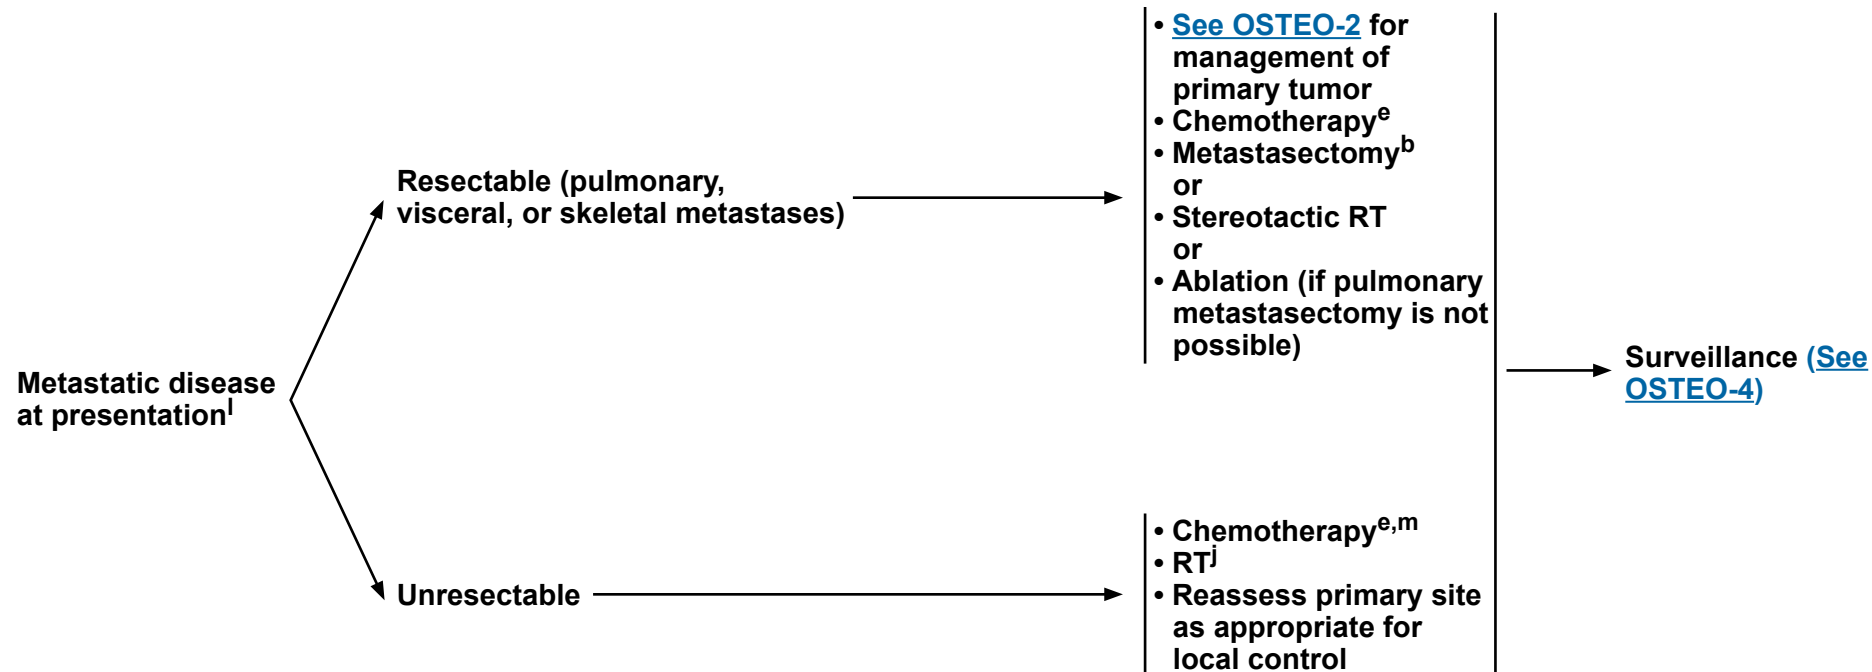 Metastatic disease
at presentationˡ
Resectable (pulmonary,
visceral, or skeletal metastases)
• See OSTEO-2 for
management of
primary tumor
• Chemotherapyᵉ
• Metastasectomyᵇ
or
• Stereotactic RT
or
• Ablation (if pulmonary
metastasectomy is not
possible)
Unresectable
• Chemotherapyᵉ,ᵐ
• RTʲ
• Reassess primary site
as appropriate for
local control
Surveillance (See
OSTEO-4)